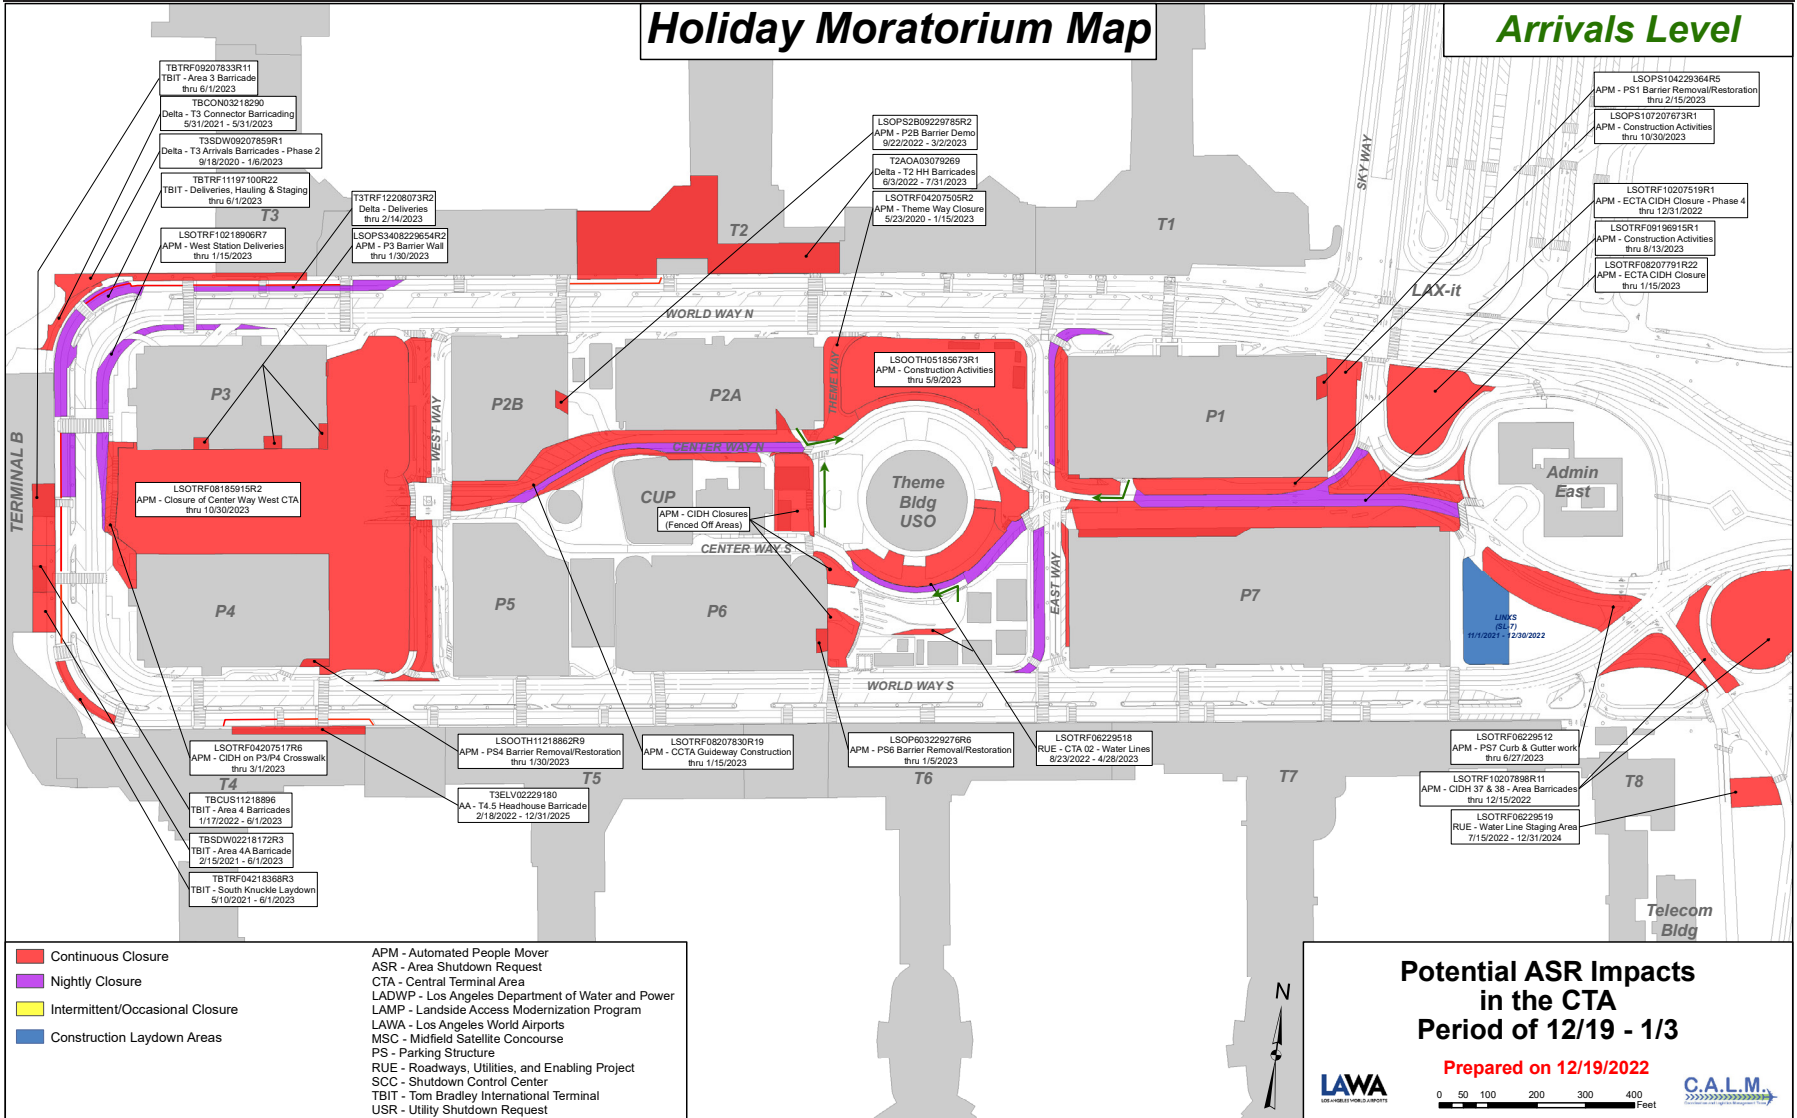 Holiday Moratorium Map
Arrivals Level
TBTRF09207833R11
TBIT - Area 3 Barricade
thru 6/1/2023
TBCON03218290
Delta - T3 Connector Barricading
5/31/2021 - 5/31/2023
T3SDW09207859R1
Delta - T3 Arrivals Barricades - Phase 2
9/18/2020 - 1/6/2023
TBTRF11197100R22
TBIT - Deliveries, Hauling & Staging
thru 6/1/2023
LSOTRF10218906R7
APM - West Station Deliveries
thru 1/15/2023
T3TRF12208073R2
Delta - Deliveries
thru 2/14/2023
LSOPS3408229654R2
APM - P3 Barrier Wall
thru 1/30/2023
LSOPS2B09229785R2
APM - P2B Barrier Demo
9/22/2022 - 3/2/2023
T2AOA03079269
Delta - T2 HH Barricades
6/3/2022 - 7/31/2023
LSOTRF04207505R2
APM - Theme Way Closure
5/23/2020 - 1/15/2023
LSOPS104229364R5
APM - PS1 Barrier Removal/Restoration
thru 2/15/2023
LSOPS107207673R1
APM - Construction Activities
thru 10/30/2023
LSOTRF10207519R1
APM - ECTA CIDH Closure - Phase 4
thru 12/31/2022
LSOTRF09196915R1
APM - Construction Activities
thru 8/13/2023
LSOTRF08207791R22
APM - ECTA CIDH Closure
thru 1/15/2023
T3
T2
T1
SKY WAY
LAX-it
WORLD WAY N
LSOOTH05185673R1
APM - Construction Activities
thru 5/9/2023
THEME WAY
P3
P2B
P2A
P1
WEST WAY
CENTER WAY N
TERMINAL B
LSOTRF08185915R2
APM - Closure of Center Way West CTA
thru 10/30/2023
CUP
APM - CIDH Closures
(Fenced Off Areas)
Theme
Bldg
USO
Admin
East
CENTER WAY S
EAST WAY
P4
P5
P6
P7
LINXS
(SL-7)
11/1/2021 - 12/30/2022
WORLD WAY S
LSOTRF04207517R6
APM - CIDH on P3/P4 Crosswalk
thru 3/1/2023
LSOOTH11218862R9
APM - PS4 Barrier Removal/Restoration
thru 1/30/2023
LSOTRF08207830R19
APM - CCTA Guideway Construction
thru 1/15/2023
LSOP603229276R6
APM - PS6 Barrier Removal/Restoration
thru 1/5/2023
LSOTRF06229518
RUE - CTA 02 - Water Lines
8/23/2022 - 4/28/2023
LSOTRF06229512
APM - PS7 Curb & Gutter work
thru 6/27/2023
LSOTRF10207898R11
APM - CIDH 37 & 38 - Area Barricades
thru 12/15/2022
LSOTRF06229519
RUE - Water Line Staging Area
7/15/2022 - 12/31/2024
T4
T5
T6
T7
T8
TBCUS11218896
TBIT - Area 4 Barricades
1/17/2022 - 6/1/2023
T3ELV02229180
AA - T4.5 Headhouse Barricade
2/18/2022 - 12/31/2025
TBSDW02218172R3
TBIT - Area 4A Barricade
2/15/2021 - 6/1/2023
TBTRF04218368R3
TBIT - South Knuckle Laydown
5/10/2021 - 6/1/2023
Telecom
Bldg
Continuous Closure
Nightly Closure
Intermittent/Occasional Closure
Construction Laydown Areas
APM - Automated People Mover
ASR - Area Shutdown Request
CTA - Central Terminal Area
LADWP - Los Angeles Department of Water and Power
LAMP - Landside Access Modernization Program
LAWA - Los Angeles World Airports
MSC - Midfield Satellite Concourse
PS - Parking Structure
RUE - Roadways, Utilities, and Enabling Project
SCC - Shutdown Control Center
TBIT - Tom Bradley International Terminal
USR - Utility Shutdown Request
N
Potential ASR Impacts
in the CTA
Period of 12/19 - 1/3
Prepared on 12/19/2022
LAWA
LOS ANGELES WORLD AIRPORTS
0 50 100 200 300 400
Feet
C.A.L.M.